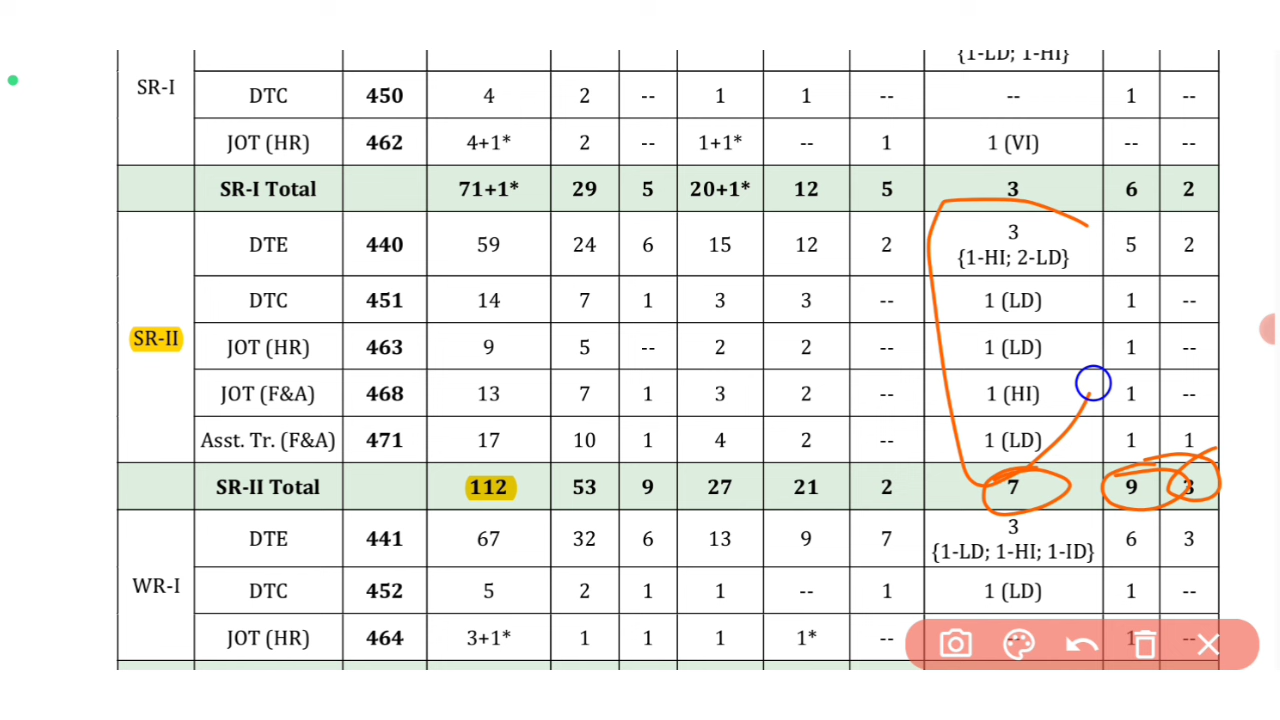 {1-LD; 1-HI}
SR-I
DTC 450 4 2 -- 1 1 -- -- 1 --
JOT (HR) 462 4+1* 2 -- 1+1* -- 1 1 (VI) -- --
SR-I Total 71+1* 29 5 20+1* 12 5 3 6 2
DTE 440 59 24 6 15 12 2 3 {1-HI; 2-LD} 5 2
DTC 451 14 7 1 3 3 -- 1 (LD) 1 --
SR-II
JOT (HR) 463 9 5 -- 2 2 -- 1 (LD) 1 --
JOT (F&A) 468 13 7 1 3 2 -- 1 (HI) 1 --
Asst. Tr. (F&A) 471 17 10 1 4 2 -- 1 (LD) 1 1
SR-II Total 112 53 9 27 21 2 7 9 3
DTE 441 67 32 6 13 9 7 3 {1-LD; 1-HI; 1-ID} 6 3
WR-I
DTC 452 5 2 1 1 -- 1 1 (LD) 1 --
JOT (HR) 464 3+1* 1 1 1 1* -- -- 1 --